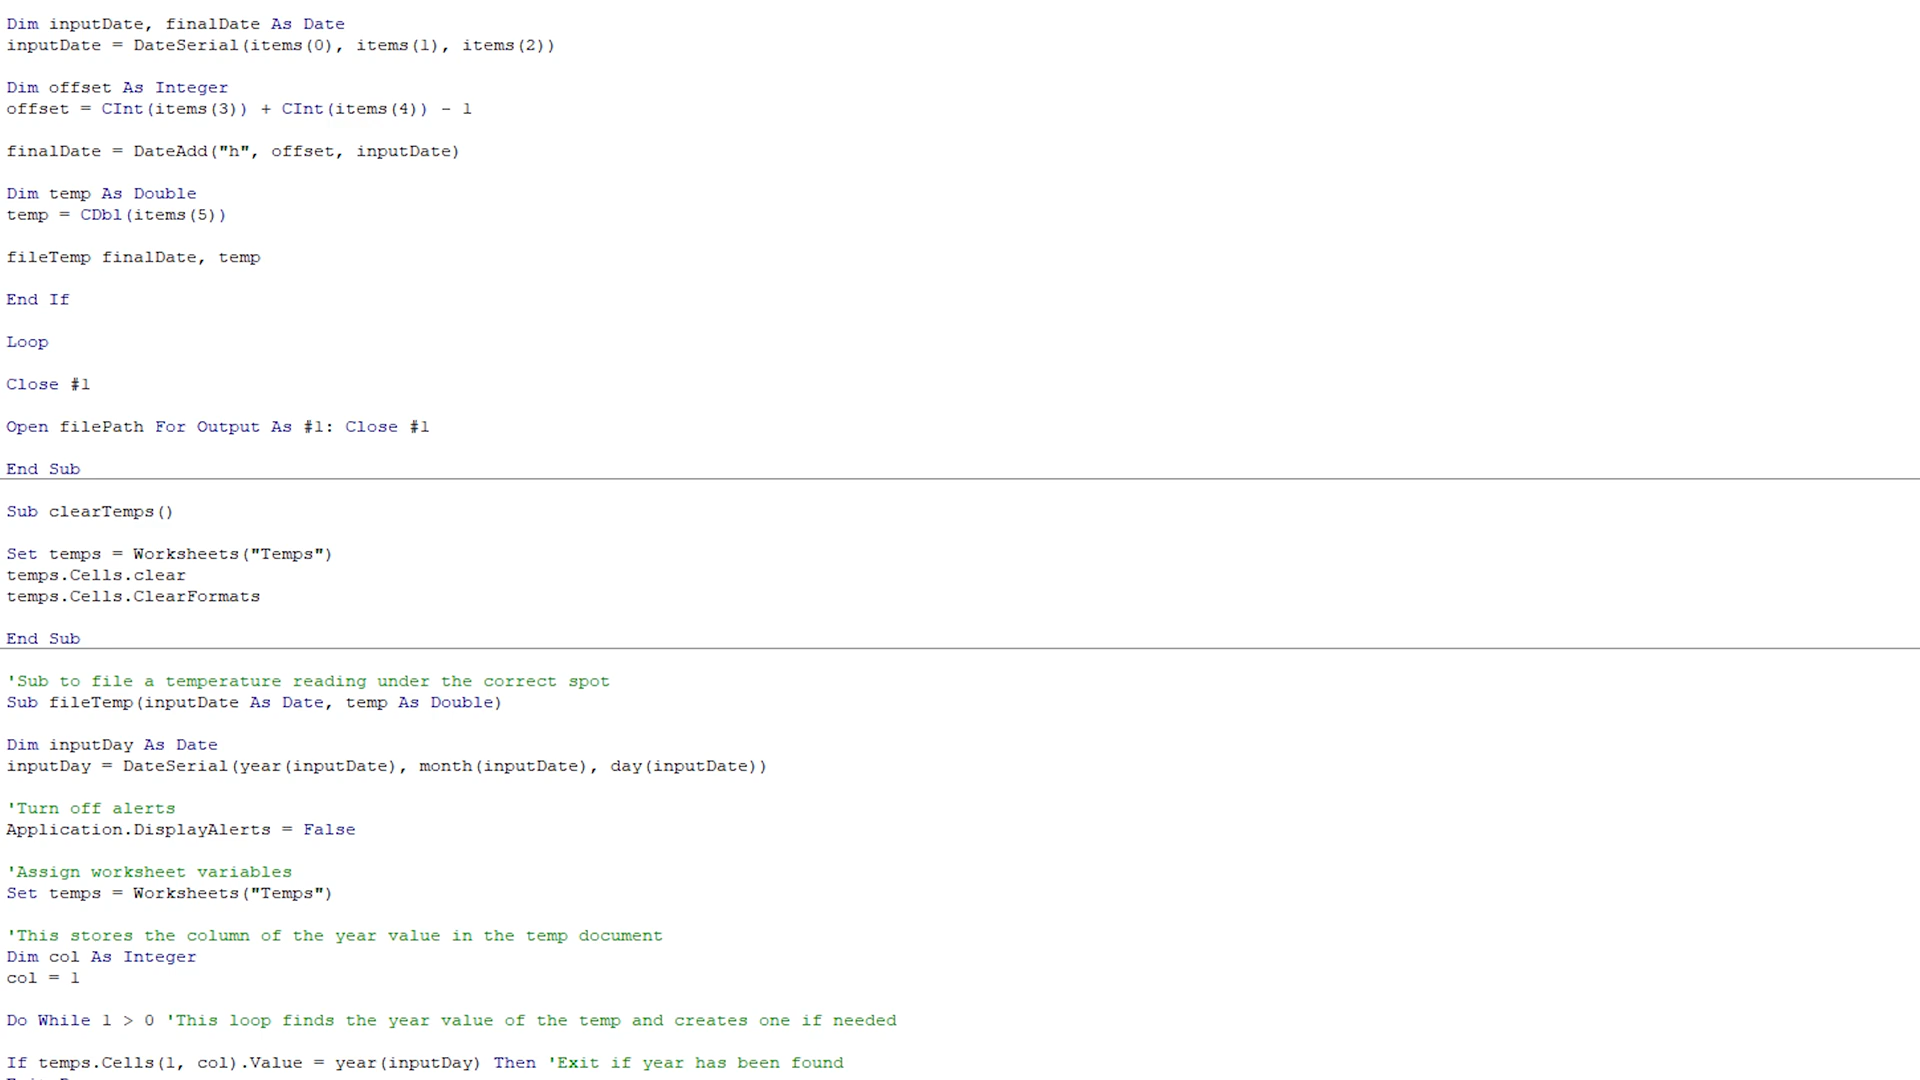 Dim inputDate, finalDate As Date
inputDate = DateSerial(items(0), items(1), items(2))
Dim offset As Integer
offset = CInt(items(3)) + CInt(items(4)) - 1
finalDate = DateAdd("h", offset, inputDate)
Dim temp As Double
temp = CDbl(items(5))
fileTemp finalDate, temp
End If
Loop
Close #1
Open filePath For Output As #1: Close #1
End Sub
Sub clearTemps()
Set temps = Worksheets("Temps")
temps.Cells.clear
temps.Cells.ClearFormats
End Sub
'Sub to file a temperature reading under the correct spot
Sub fileTemp(inputDate As Date, temp As Double)
Dim inputDay As Date
inputDay = DateSerial(year(inputDate), month(inputDate), day(inputDate))
'Turn off alerts
Application.DisplayAlerts = False
'Assign worksheet variables
Set temps = Worksheets("Temps")
'This stores the column of the year value in the temp document
Dim col As Integer
col = 1
Do While 1 > 0 'This loop finds the year value of the temp and creates one if needed
If temps.Cells(1, col).Value = year(inputDay) Then 'Exit if year has been found